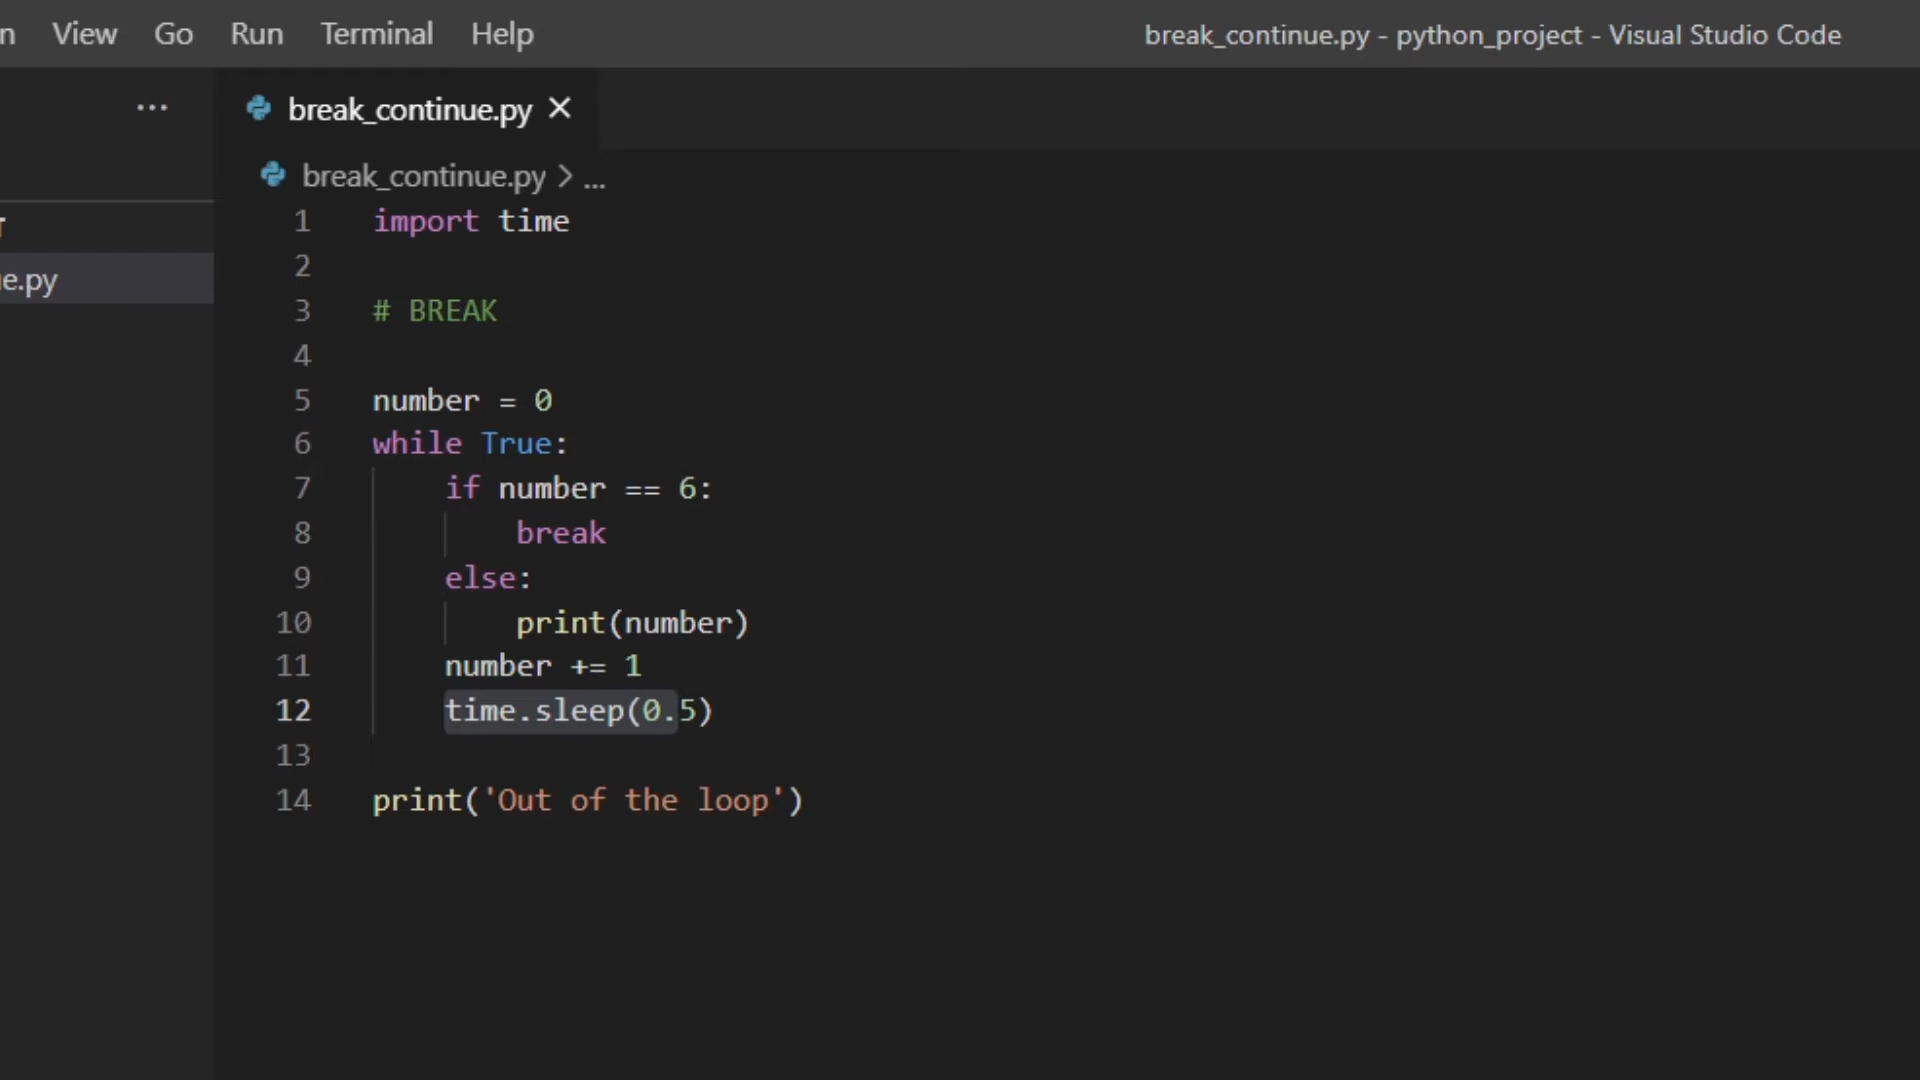 n View Go Run Terminal Help break_continue.py - python_project - Visual Studio Code
... break_continue.py ×
break_continue.py > ...
T
e.py
1 import time
2
3 # BREAK
4
5 number = 0
6 while True:
7 if number == 6:
8 break
9 else:
10 print(number)
11 number += 1
12 time.sleep(0.5)
13
14 print('Out of the loop')